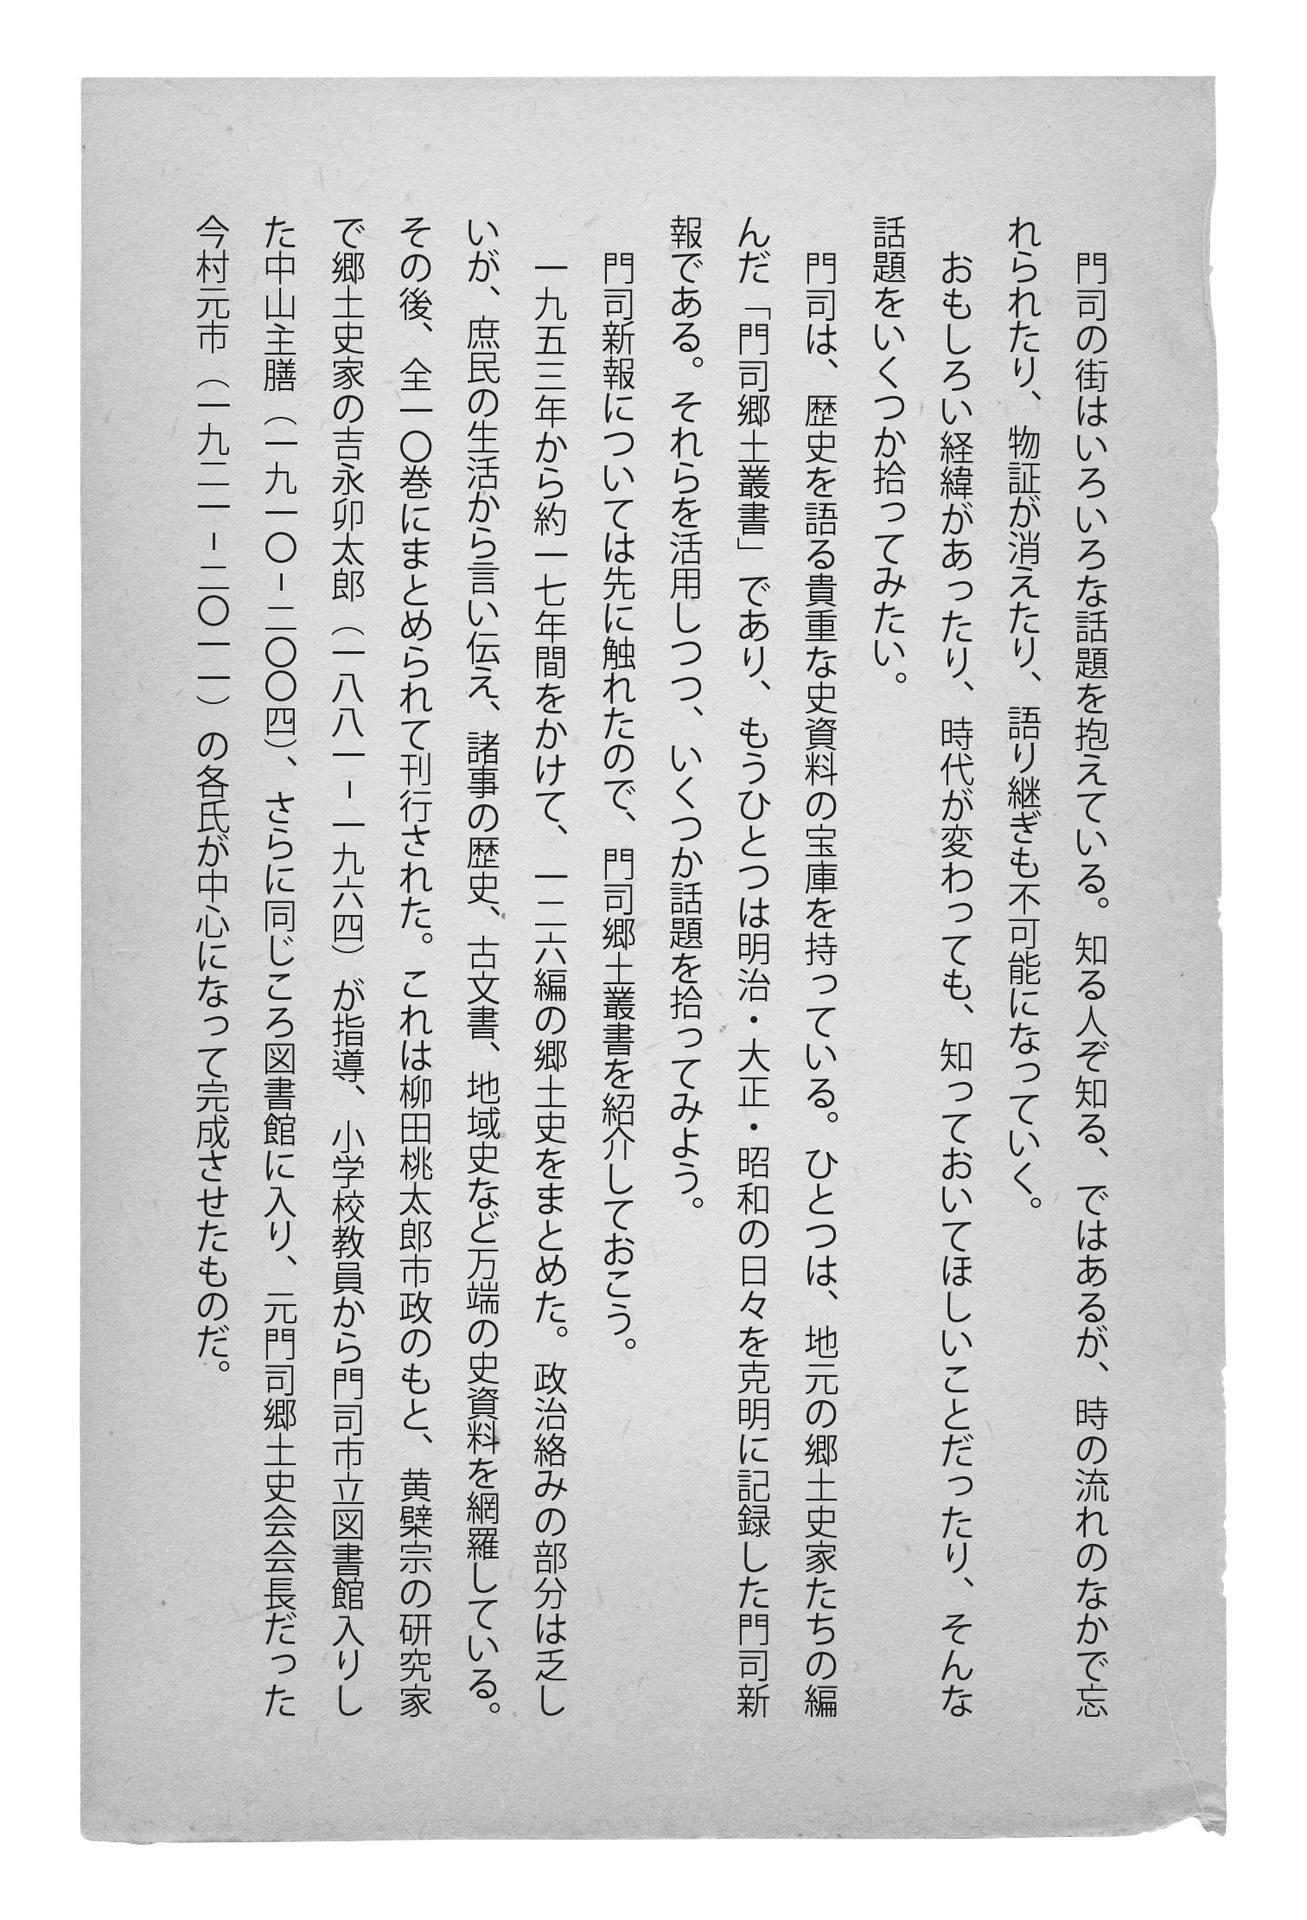 門司の街はいろいろな話題を抱えている。知る人ぞ知る、ではあるが、時の流れのなかで忘
れられたり、物証が消えたり、語り継ぎも不可能になっていく。
おもしろい経緯があったり、時代が変わっても、知っておいてほしいことだったり、そんな
話題をいくつか拾ってみたい。
門司は、歴史を語る貴重な史資料の宝庫を持っている。ひとつは、地元の郷土史家たちの編
んだ「門司郷土叢書」であり、もうひとつは明治・大正・昭和の日々を克明に記録した門司新
報である。それらを活用しつつ、いくつか話題を拾ってみよう。
門司新報については先に触れたので、門司郷土叢書を紹介しておこう。
一九五三年から約一七年間をかけて、一二六編の郷土史をまとめた。政治絡みの部分は乏し
いが、庶民の生活から言い伝え、諸事の歴史、古文書、地域史など万端の史資料を網羅している。
その後、全一〇巻にまとめられて刊行された。これは柳田桃太郎市政のもと、黄檗宗の研究家
で郷土史家の吉永卯太郎（一八八一-一九六四）が指導、小学校教員から門司市立図書館入りし
た中山主膳（一九一〇-二〇〇四）、さらに同じころ図書館に入り、元門司郷土史会会長だった
今村元市（一九二一-二〇一一）の各氏が中心になって完成させたものだ。